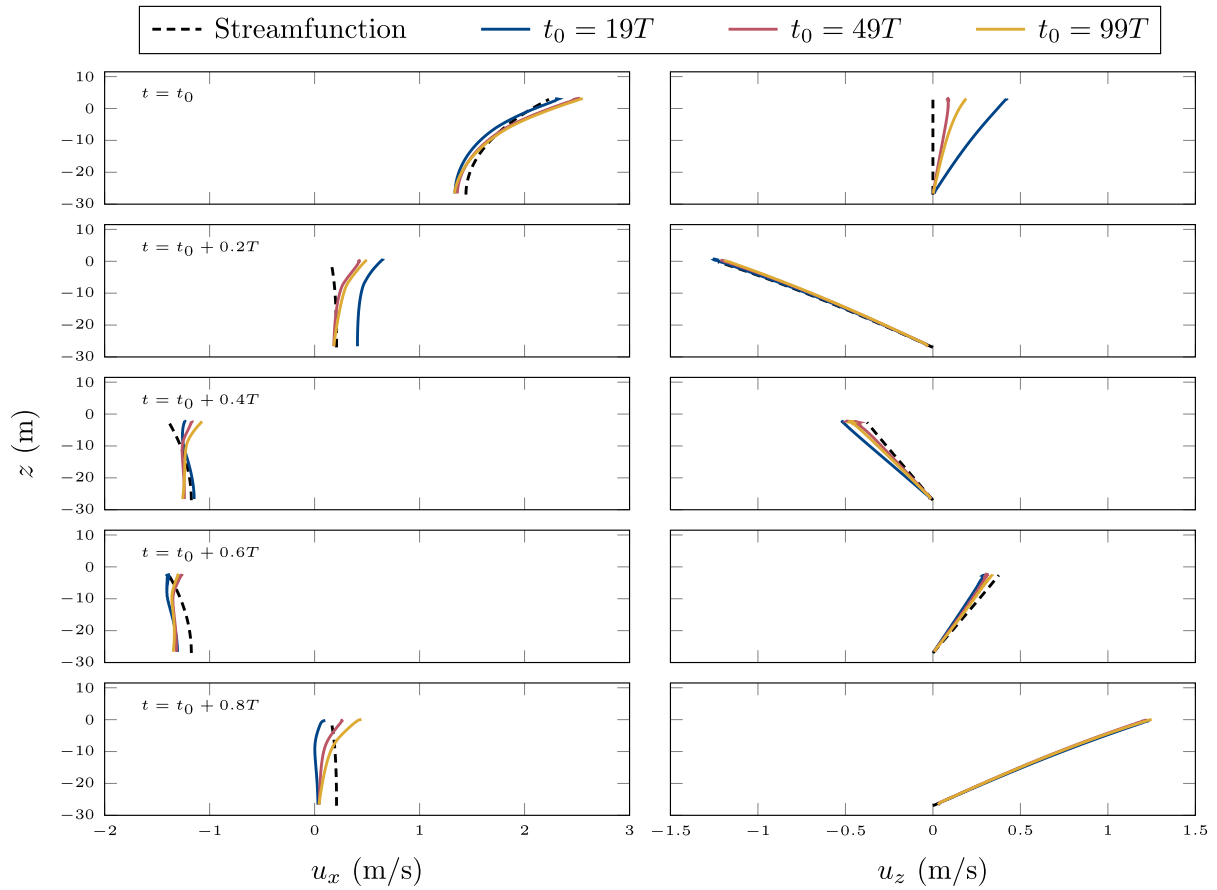 Streamfunction t₀ = 19T t₀ = 49T t₀ = 99T
t = t₀
10
0
−10
−20
−30
t = t₀ + 0.2T
10
0
−10
−20
−30
t = t₀ + 0.4T
10
0
−10
−20
−30
t = t₀ + 0.6T
10
0
−10
−20
−30
t = t₀ + 0.8T
10
0
−10
−20
−30
z (m)
−2 −1 0 1 2 3
−1.5 −1 −0.5 0 0.5 1 1.5
uₓ (m/s)
u_z (m/s)